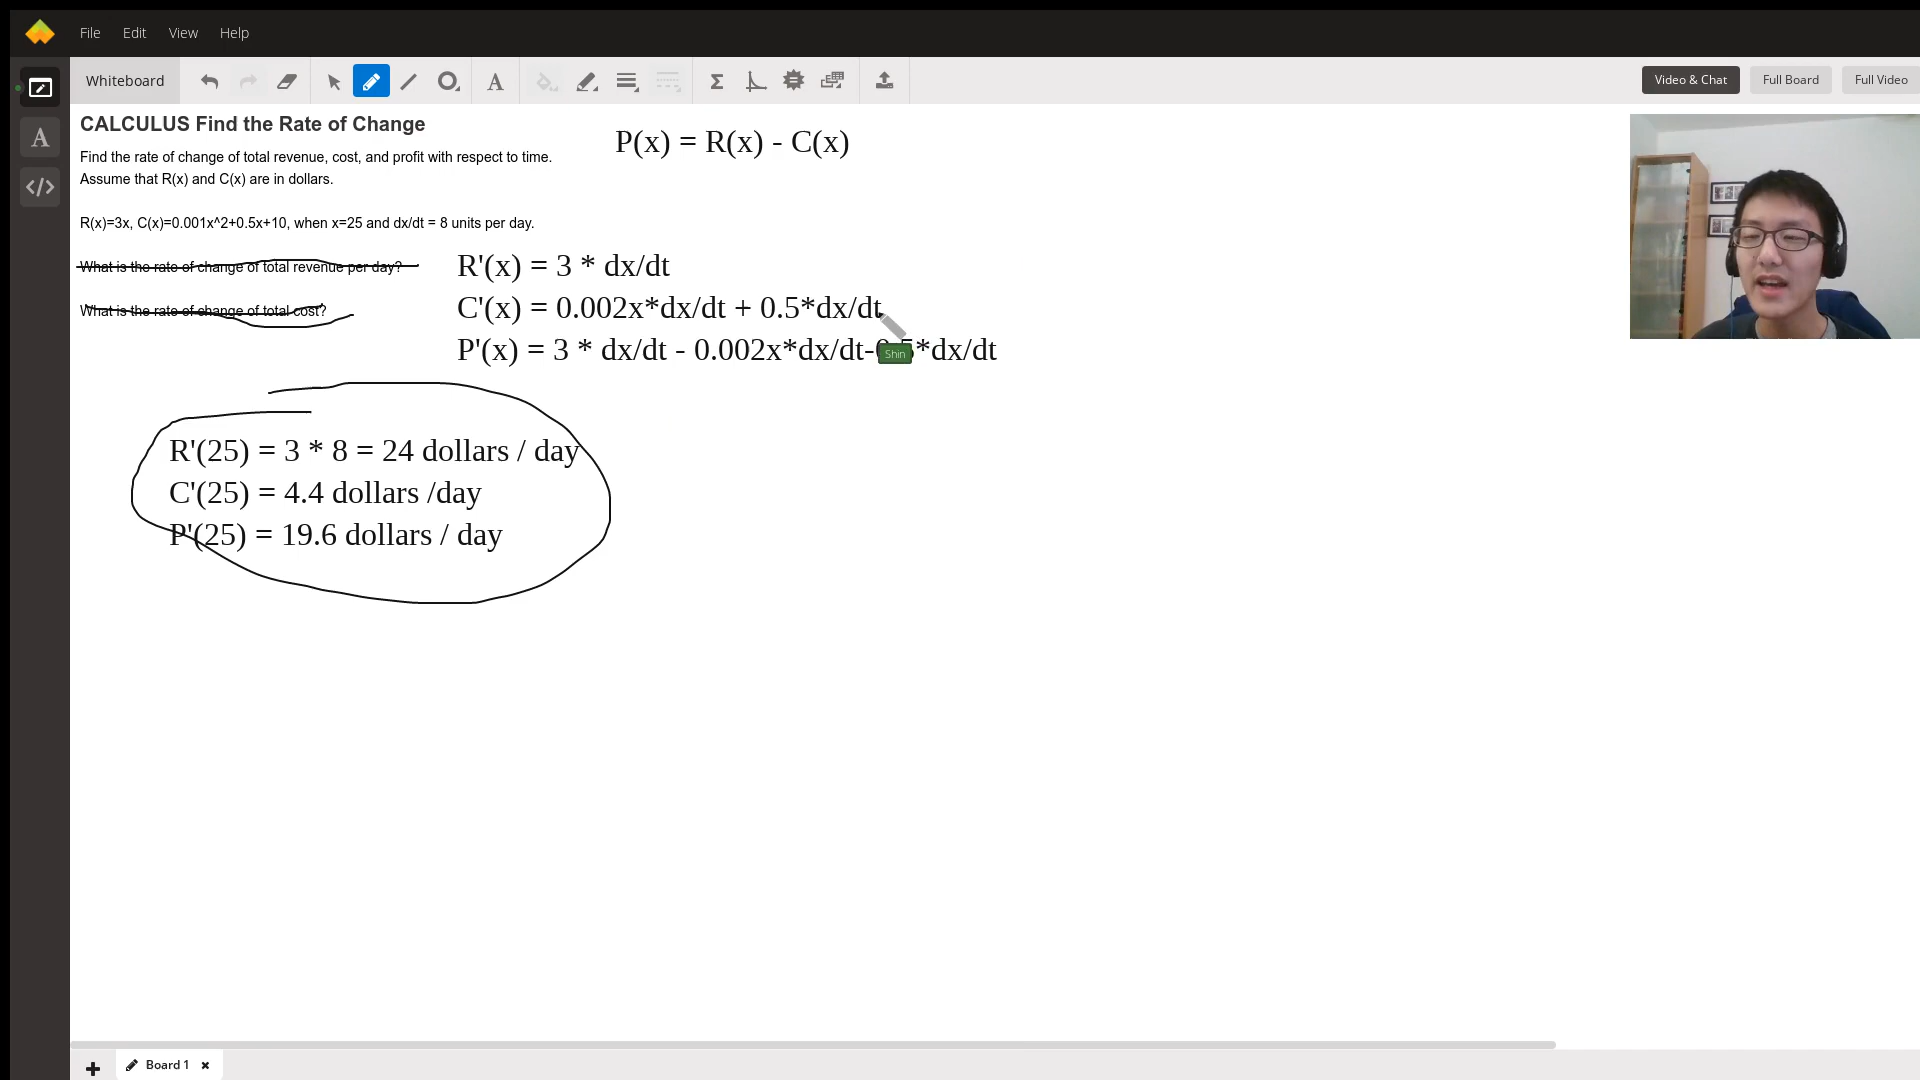 File Edit View Help
Whiteboard
A
Video & Chat Full Board Full Video
A
CALCULUS Find the Rate of Change
Find the rate of change of total revenue, cost, and profit with respect to time.
Assume that R(x) and C(x) are in dollars.
P(x) = R(x) - C(x)
R(x)=3x, C(x)=0.001x^2+0.5x+10, when x=25 and dx/dt = 8 units per day.
What is the rate of change of total revenue per day?
What is the rate of change of total cost?
R'(x) = 3 * dx/dt
C'(x) = 0.002x*dx/dt + 0.5*dx/dt
P'(x) = 3 * dx/dt - 0.002x*dx/dt-0.5*dx/dt
Shin
R'(25) = 3 * 8 = 24 dollars / day
C'(25) = 4.4 dollars /day
P'(25) = 19.6 dollars / day
Board 1